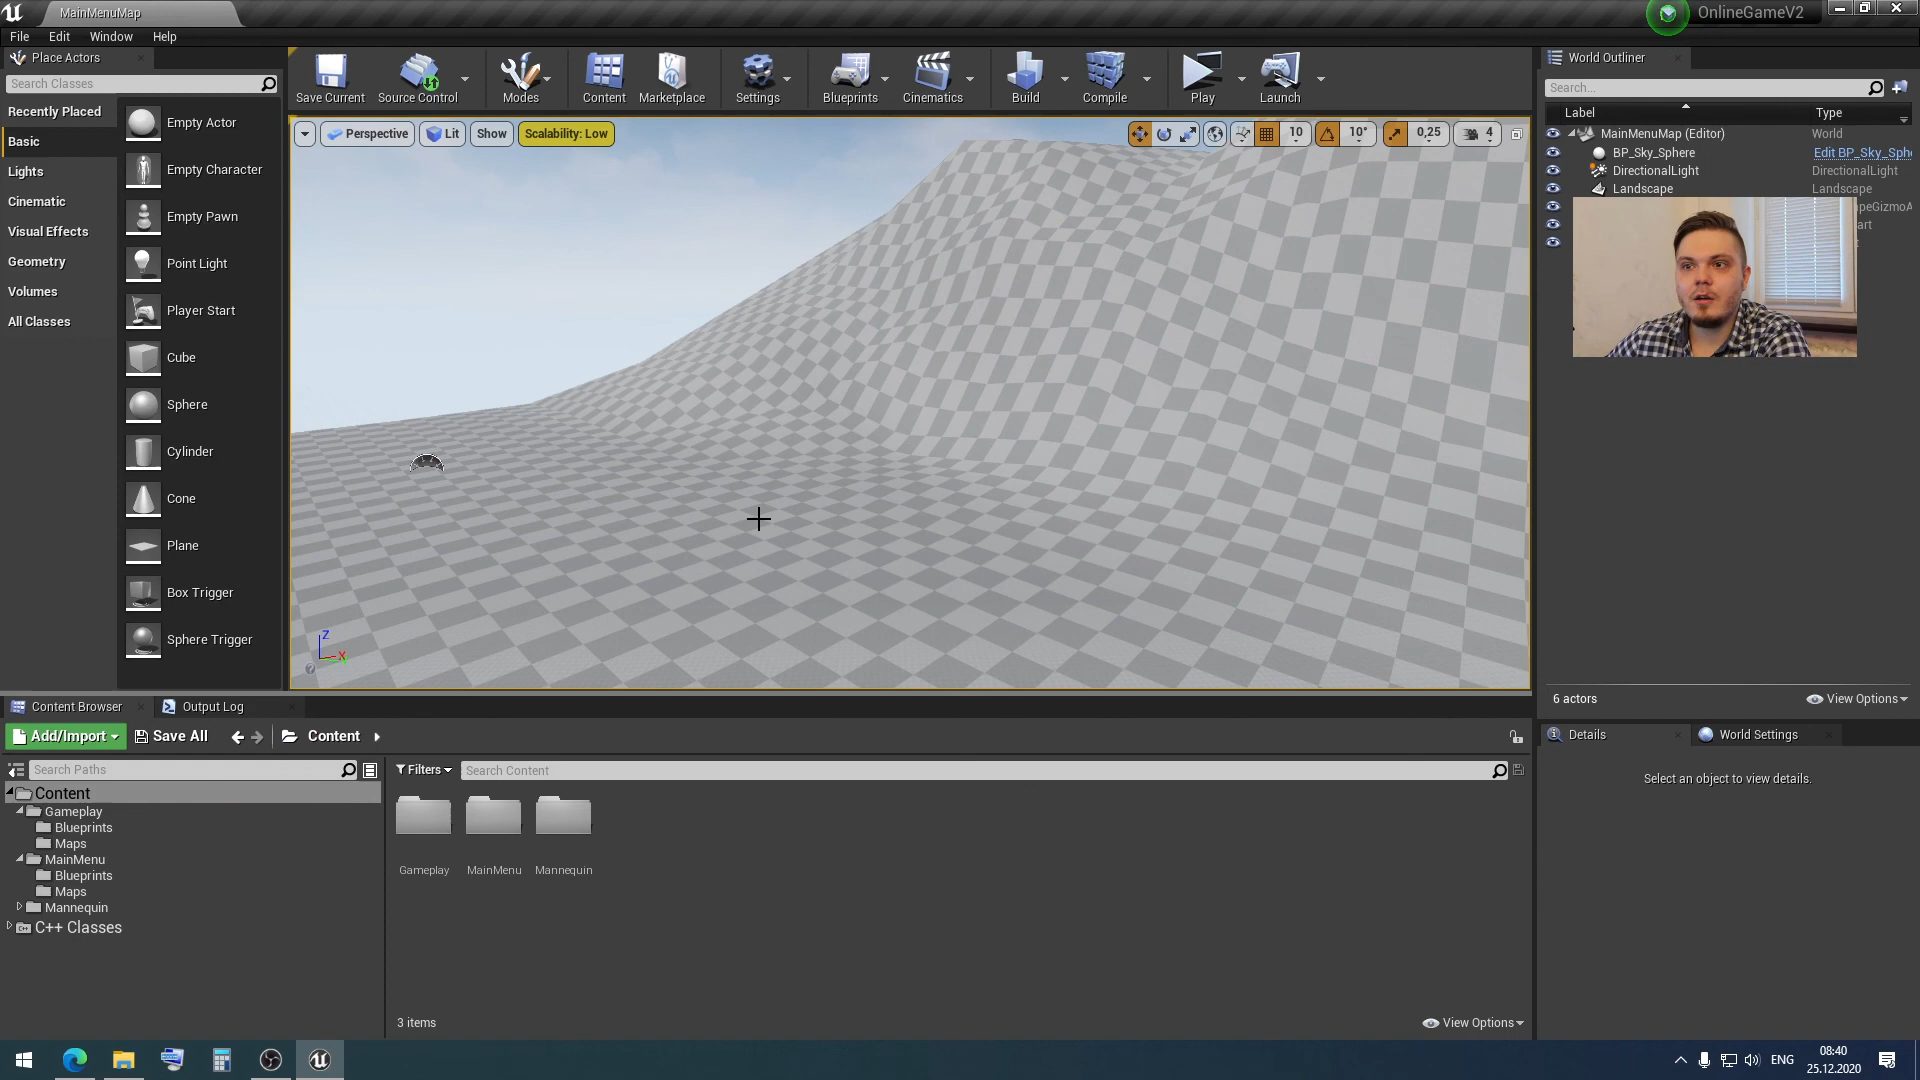 MainMenuMap
OnlineGameV2
File Edit Window Help
Place Actors
Search Classes
Recently Placed
Basic
Lights
Cinematic
Visual Effects
Geometry
Volumes
All Classes
Empty Actor
Empty Character
Empty Pawn
Point Light
Player Start
Cube
Sphere
Cylinder
Cone
Plane
Box Trigger
Sphere Trigger
Save Current Source Control Modes Content Marketplace Settings Blueprints Cinematics Build Compile Play Launch
Perspective Lit Show Scalability: Low
10 10° 0,25 4
Z
X
World Outliner
Search...
Label Type
MainMenuMap (Editor) World
BP_Sky_Sphere Edit BP_Sky_Sph
DirectionalLight DirectionalLight
Landscape Landscape
peGizmoA
art
6 actors View Options
Details World Settings
Select an object to view details.
Content Browser Output Log
Add/Import Save All Content
Search Paths
Filters Search Content
Content
Gameplay
Blueprints
Maps
MainMenu
Blueprints
Maps
Mannequin
C++ Classes
Gameplay MainMenu Mannequin
3 items View Options
ENG
08:40
25.12.2020